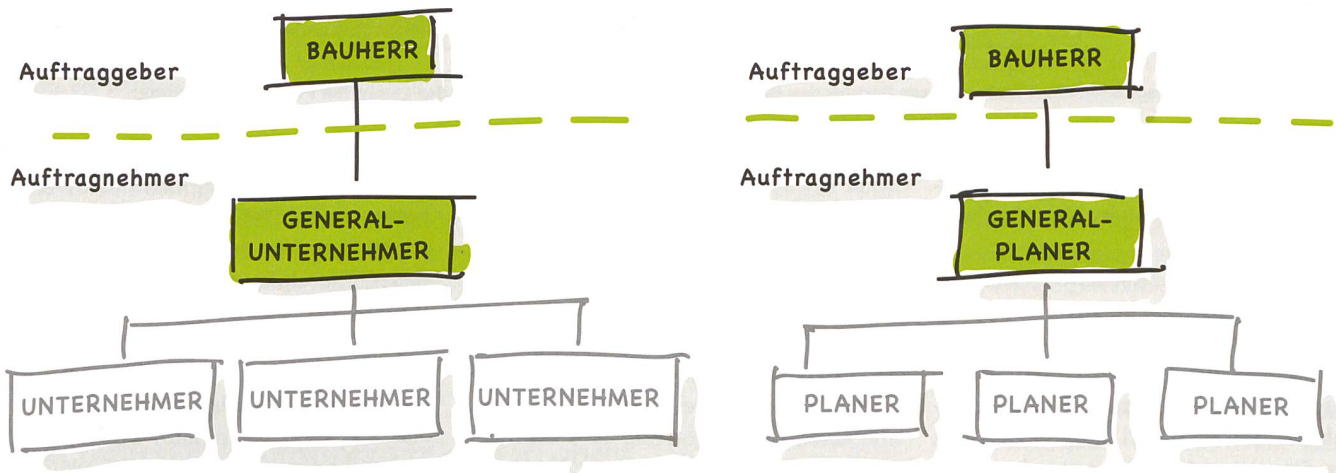 BAUHERR
Auftraggeber
Auftragnehmer
GENERAL-
UNTERNEHMER
UNTERNEHMER
UNTERNEHMER
UNTERNEHMER
BAUHERR
Auftraggeber
Auftragnehmer
GENERAL-
PLANER
PLANER
PLANER
PLANER